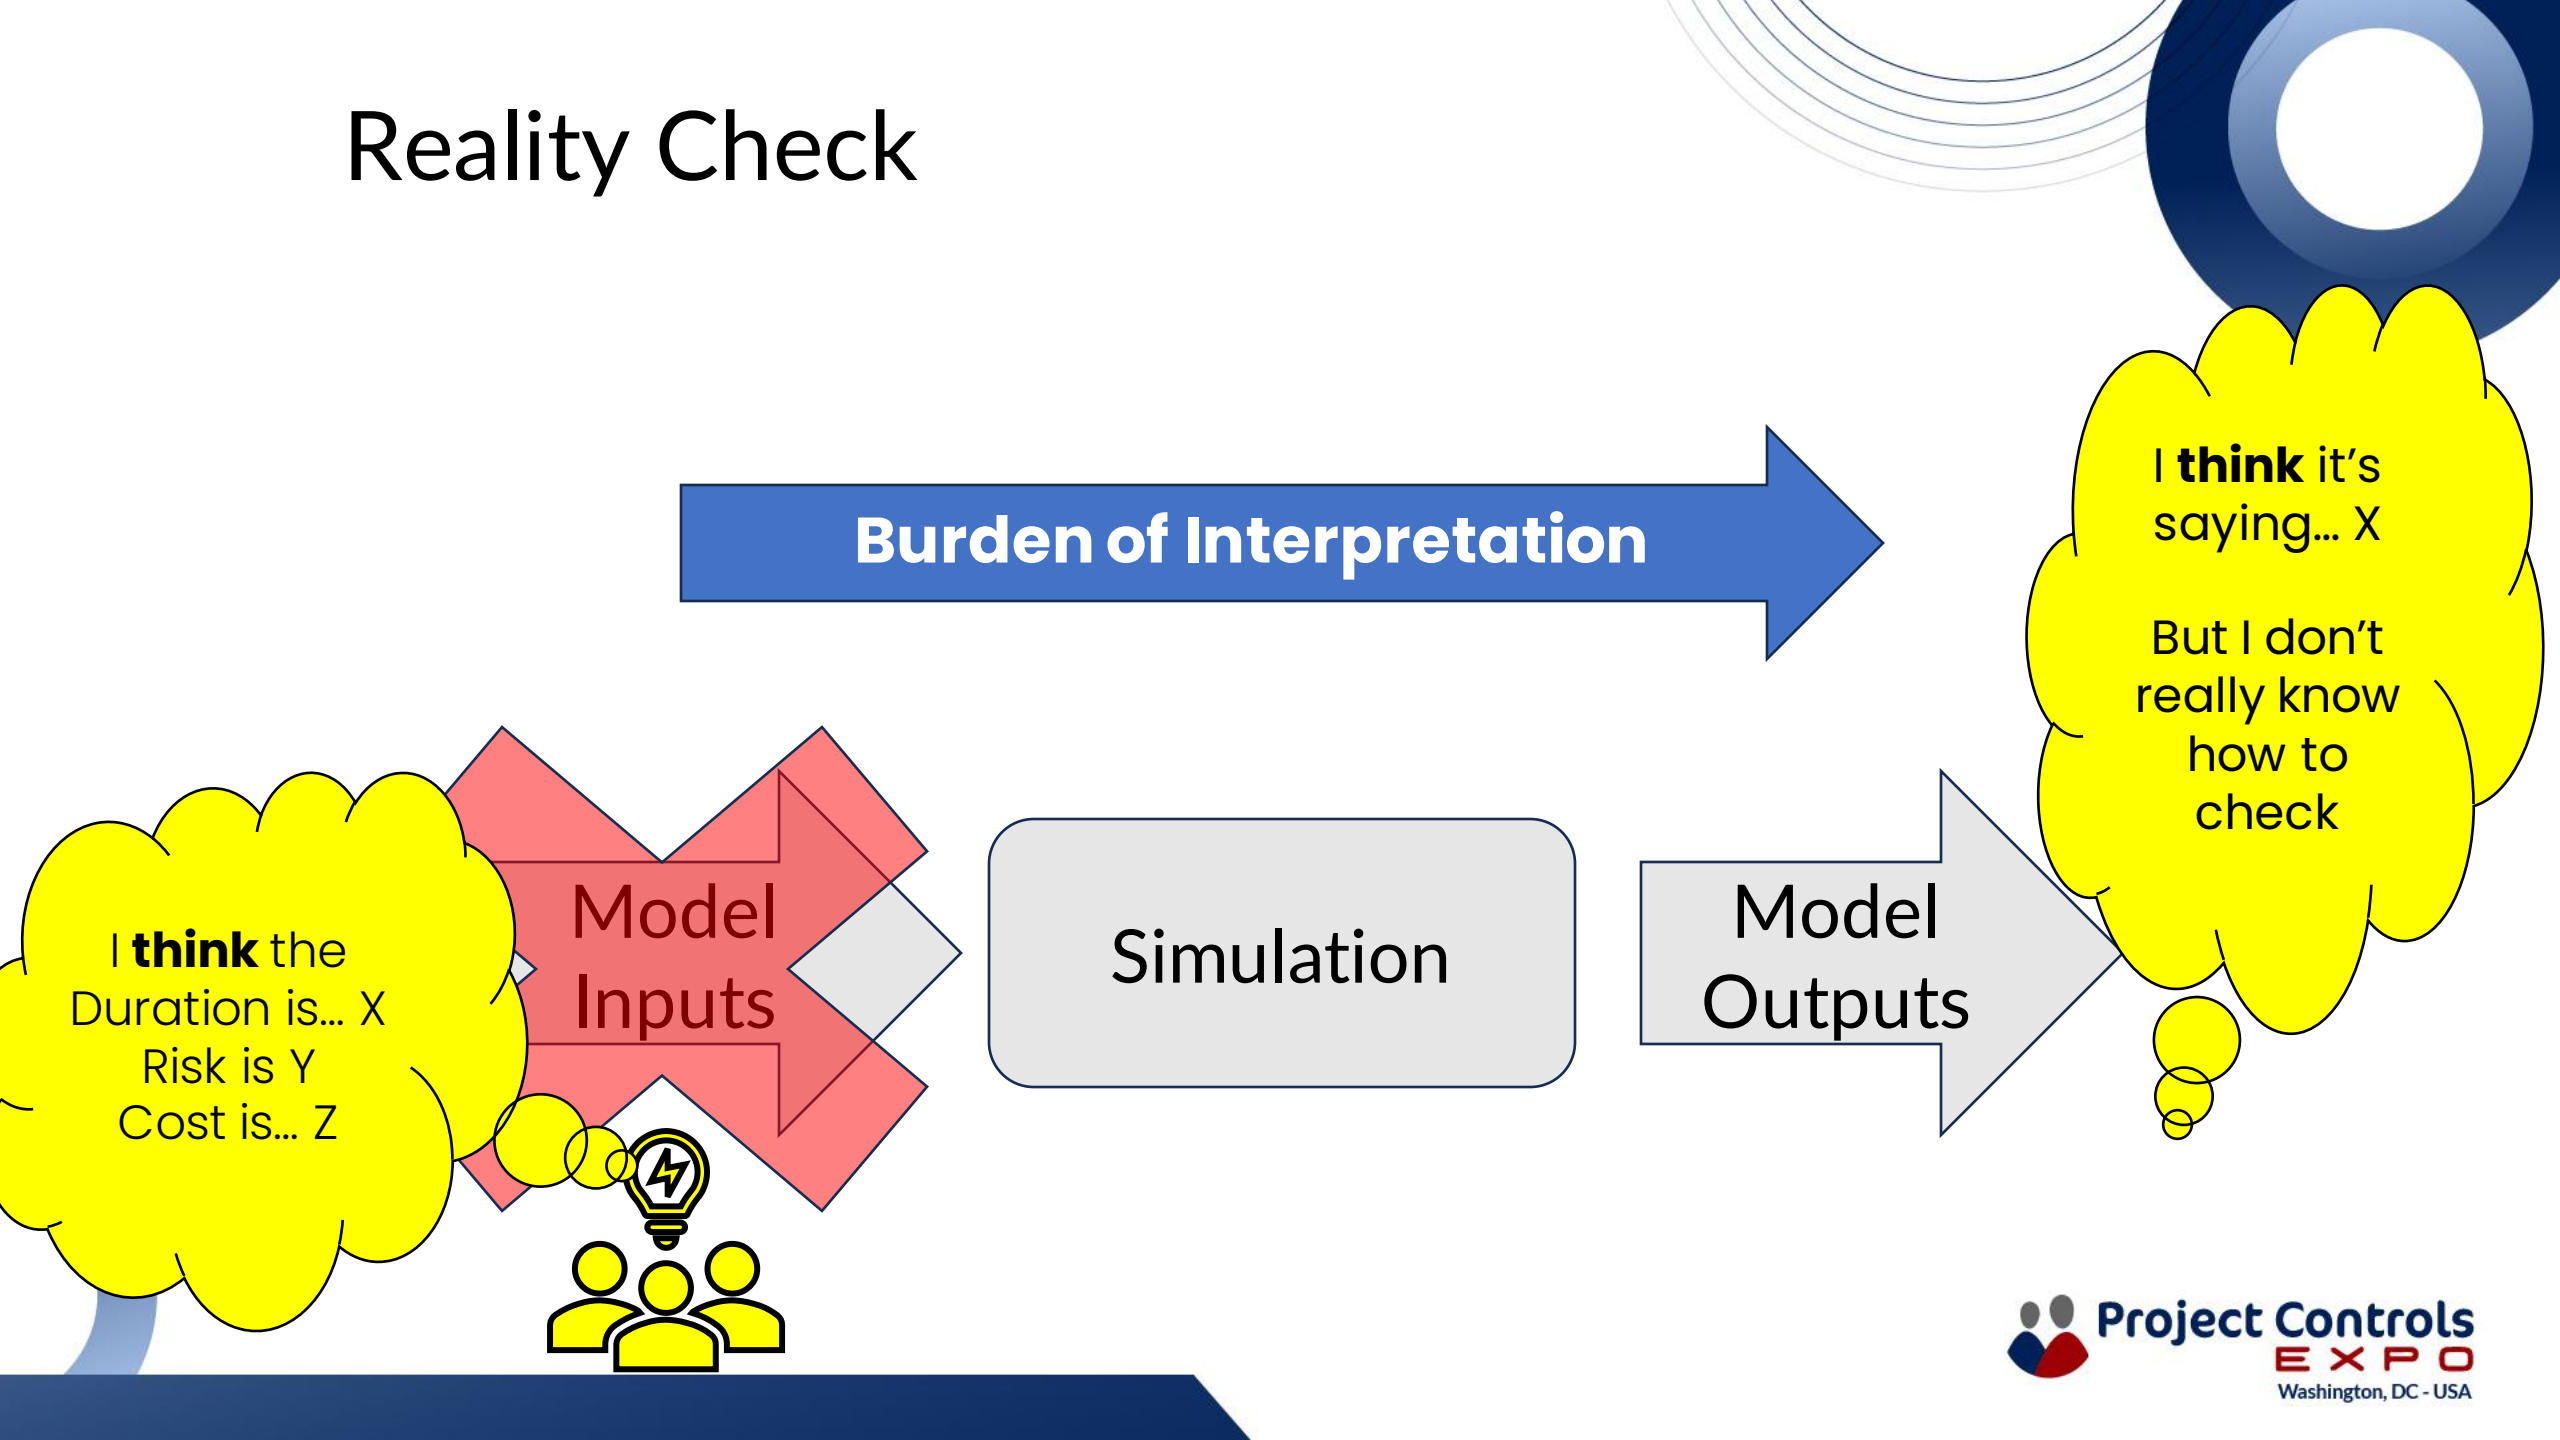 Reality Check
Burden of Interpretation
I think it’s
saying... X
But I don’t
really know
how to
check
I think the
Duration is... X
Risk is Y
Cost is... Z
Model
Inputs
Simulation
Model
Outputs
Project Controls
EXPO
Washington, DC - USA